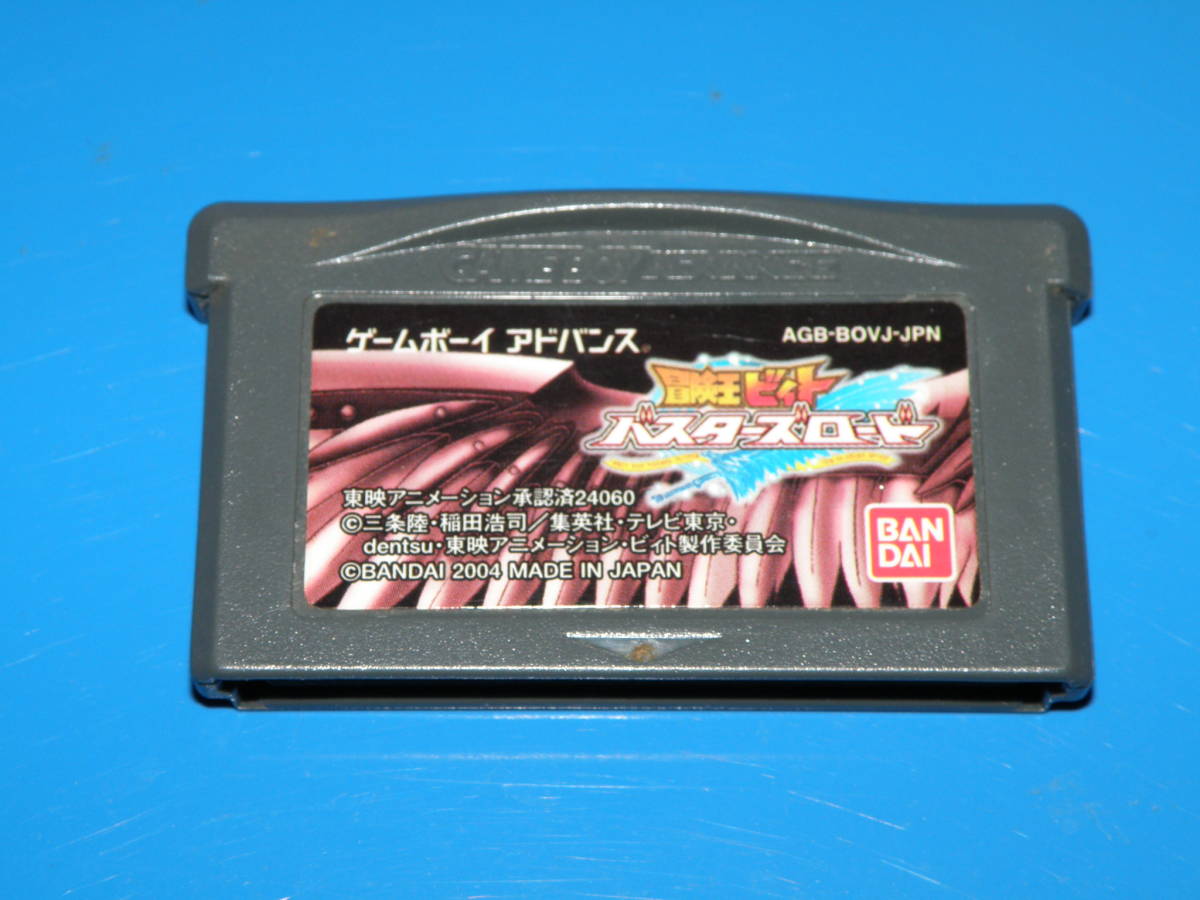 GAME BOY ADVANCE
ゲームボーイ アドバンス
AGB-BOVJ-JPN
冒険王ビィト
バスターズロード
東映アニメーション承認済24060
©三条陸・稲田浩司／集英社・テレビ東京・
dentsu・東映アニメーション・ビィト製作委員会
©BANDAI 2004 MADE IN JAPAN
BAN
DAI